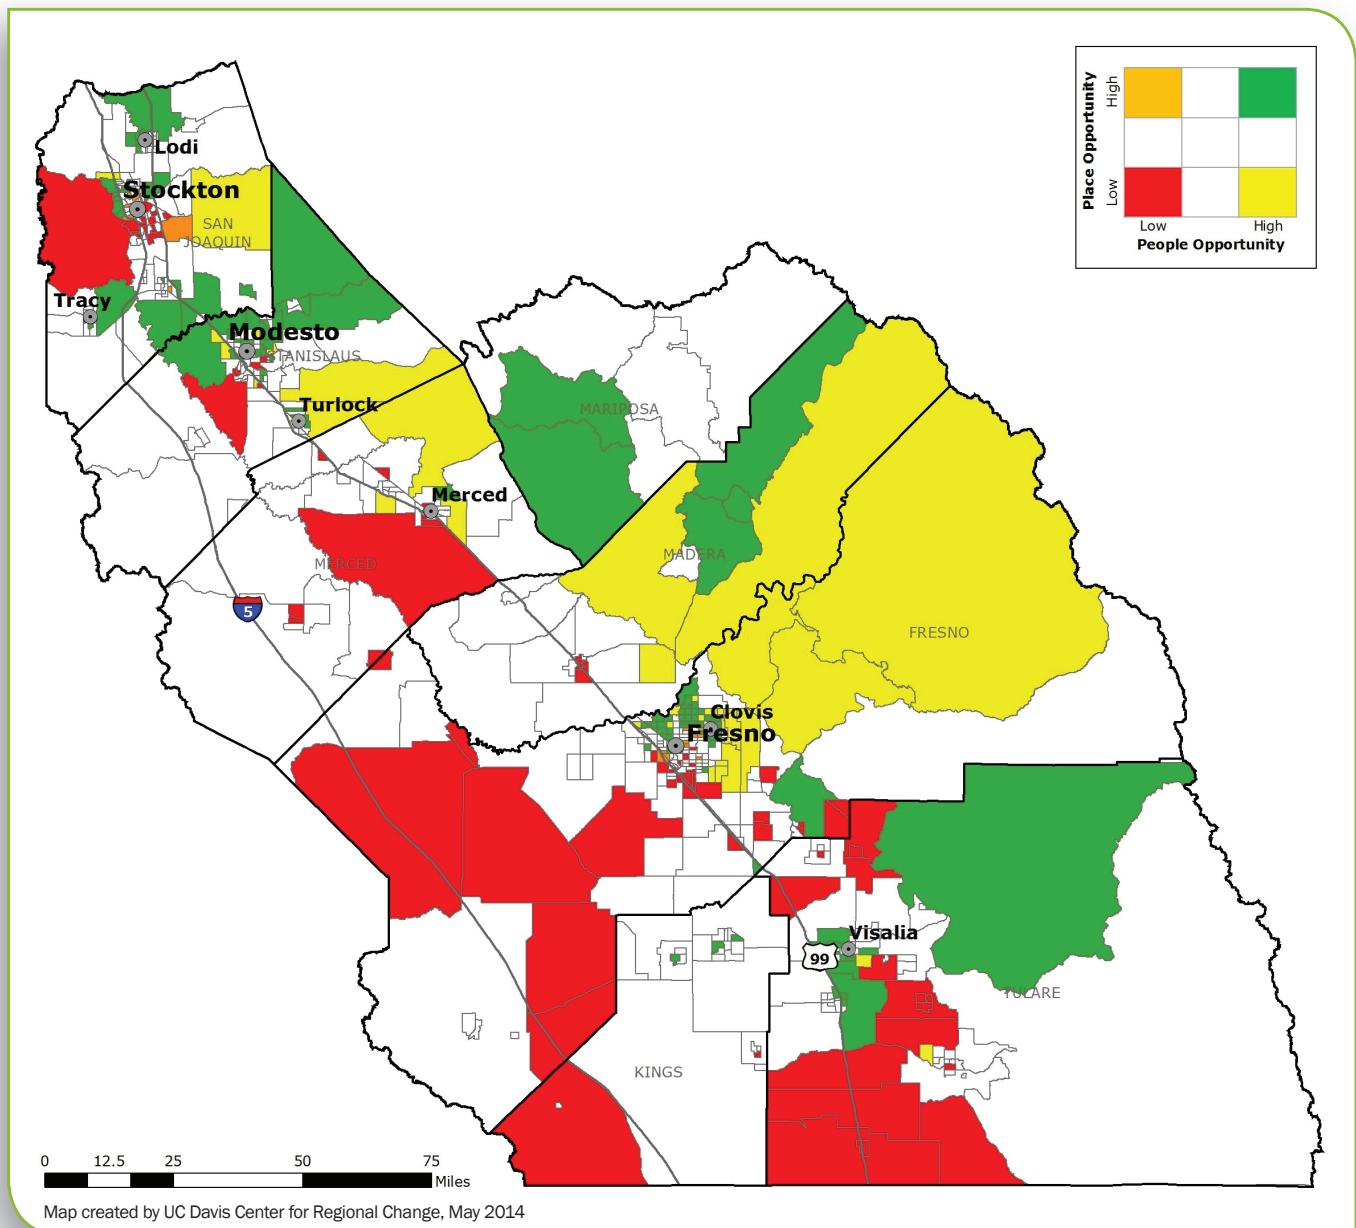 Place Opportunity
High
Low
Low
High
People Opportunity
Lodi
Stockton
SAN
JOAQUIN
Tracy
Modesto
TANISLAUS
Turlock
MARIPOSA
Merced
MADERA
MERCED
5
FRESNO
Clovis
Fresno
Visalia
99
TULARE
KINGS
0 12.5 25 50 75
Miles
Map created by UC Davis Center for Regional Change, May 2014